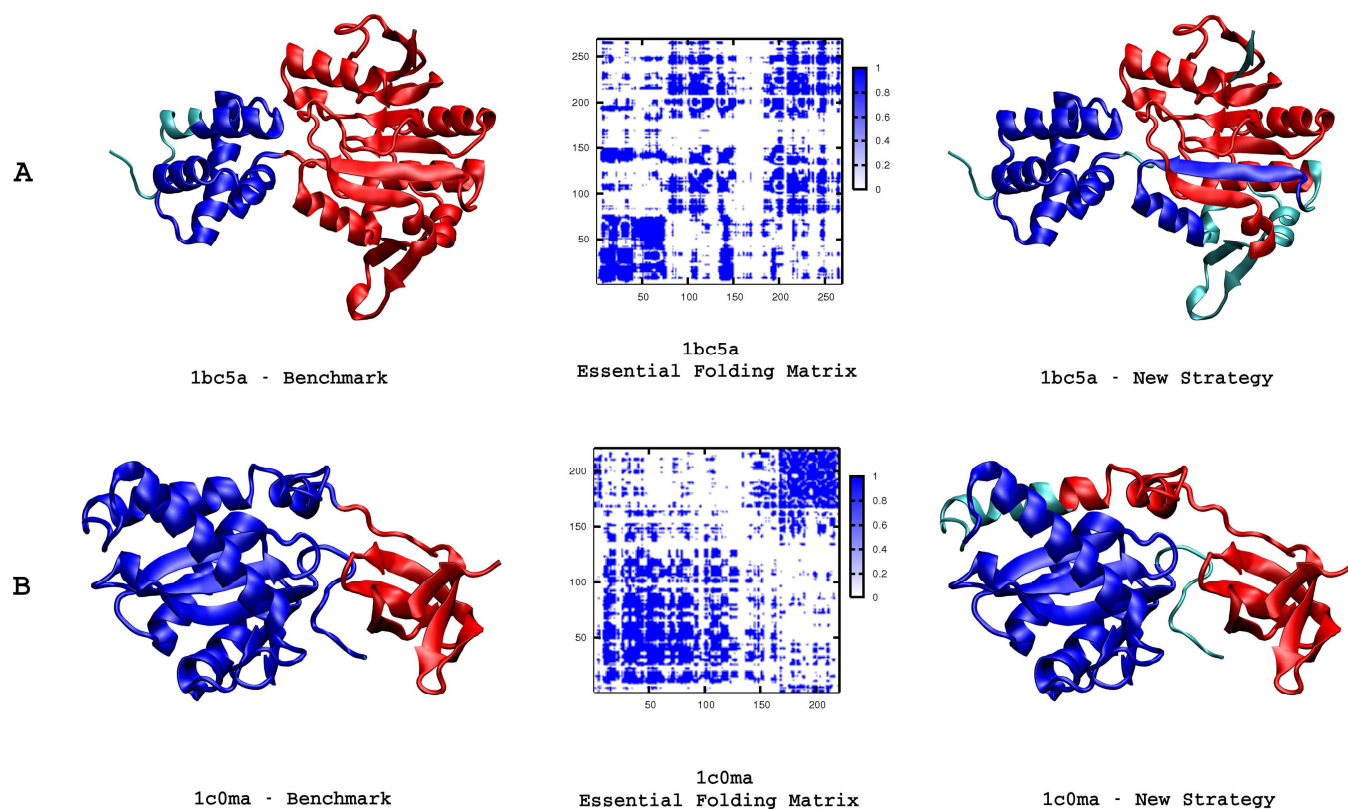 A
250
200
150
100
50
50 100 150 200 250
1
0.8
0.6
0.4
0.2
0
1bc5a - Benchmark
1bc5a
Essential Folding Matrix
1bc5a - New Strategy
B
200
150
100
50
50 100 150 200
1
0.8
0.6
0.4
0.2
0
1c0ma - Benchmark
1c0ma
Essential Folding Matrix
1c0ma - New Strategy